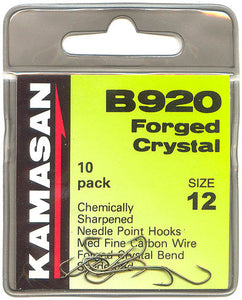 KAMASAN
B920
Forged
Crystal
10
pack
SIZE
12
Chemically
Sharpened
Needle Point Hooks
Med Fine Carbon Wire
Forged Crystal Bend